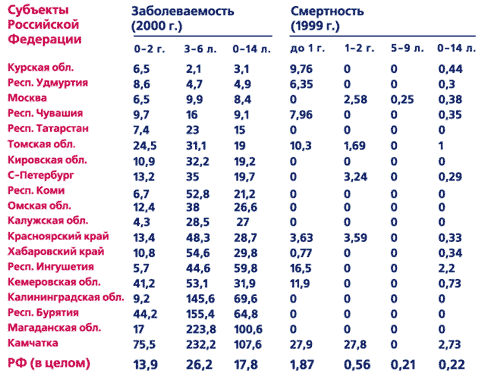 Субъекты Заболеваемость Смертность
Российской (2000 г.) (1999 г.)
Федерации 0–2 г. 3–6 л. 0–14 л. до 1 г. 1–2 г. 5–9 л. 0–14 л.
Курская обл. 6,5 2,1 3,1 9,76 0 0 0,44
Респ. Удмуртия 8,6 4,7 4,9 6,35 0 0 0,3
Москва 6,5 9,9 8,4 0 2,58 0,25 0,38
Респ. Чувашия 9,7 16 9,1 7,96 0 0 0,35
Респ. Татарстан 7,4 23 15 0 0 0 0
Томская обл. 24,5 31,1 19 10,3 1,69 0 1
Кировская обл. 10,9 32,2 19,2 0 0 0 0
С-Петербург 13,2 35 19,7 0 3,24 0 0,29
Респ. Коми 6,7 52,8 21,2 0 0 0 0
Омская обл. 12,4 38 26,6 0 0 0 0
Калужская обл. 4,3 28,5 27 0 0 0 0
Красноярский край 13,4 48,3 28,7 3,63 3,59 0 0,33
Хабаровский край 10,8 54,6 29,8 0,77 0 0 0,34
Респ. Ингушетия 5,7 44,6 59,8 16,5 0 0 2,2
Кемеровская обл. 41,2 53,1 31,9 11,9 0 0 0,73
Калининградская обл. 9,2 145,6 69,6 0 0 0 0
Респ. Бурятия 44,2 155,4 64,8 0 0 0 0
Магаданская обл. 17 223,8 100,6 0 0 0 0
Камчатка 75,5 232,2 107,6 27,9 27,8 0 2,73
РФ (в целом) 13,9 26,2 17,8 1,87 0,56 0,21 0,22